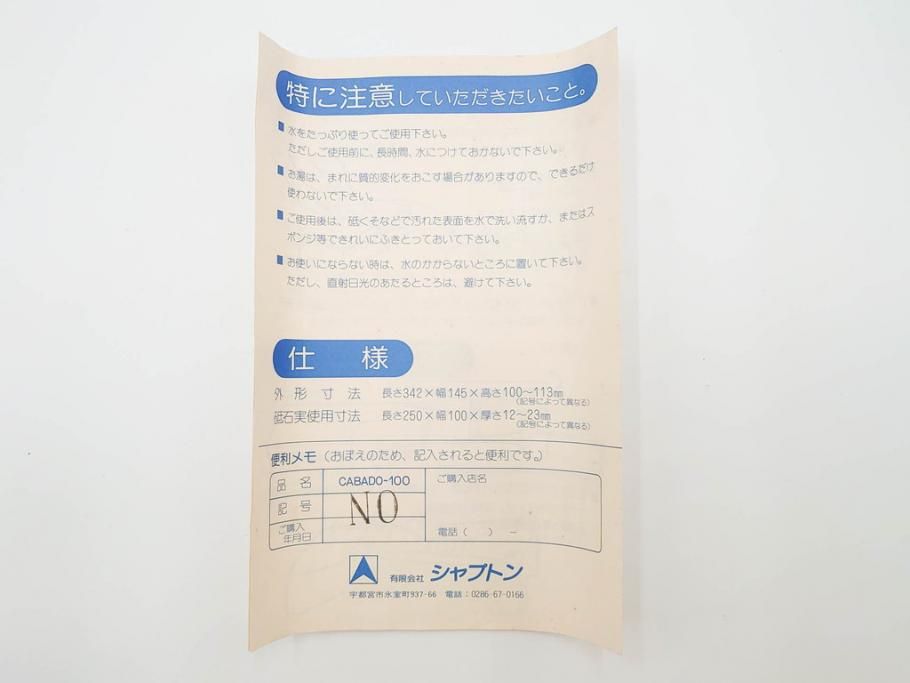 特に注意していただきたいこと。
■ 水をたっぷり使ってご使用下さい。
ただしご使用前に、長時間、水につけておかないで下さい。
■ お湯は、まれに質的変化をおこす場合がありますので、できるだけ
使わないで下さい。
■ ご使用後は、砥くそなどで汚れた表面を水で洗い流すか、またはス
ポンジ等できれいにふきとっておいて下さい。
■ お使いにならない時は、水のかからないところに置いて下さい。
ただし、直射日光のあたるところは、避けて下さい。
仕様
外形寸法 長さ342×幅145×高さ100〜113㎜
(記号によって異なる)
砥石実使用寸法 長さ250×幅100×厚さ12〜23㎜
(記号によって異なる)
便利メモ (おぼえのため、記入されると便利です。)
品名 CABADO-100 ご購入店名
記号 NO
ご購入
年月日
電話 ( ) −
有限会社 シャプトン
宇都宮市氷室町937-66 電話：0286-67-0166